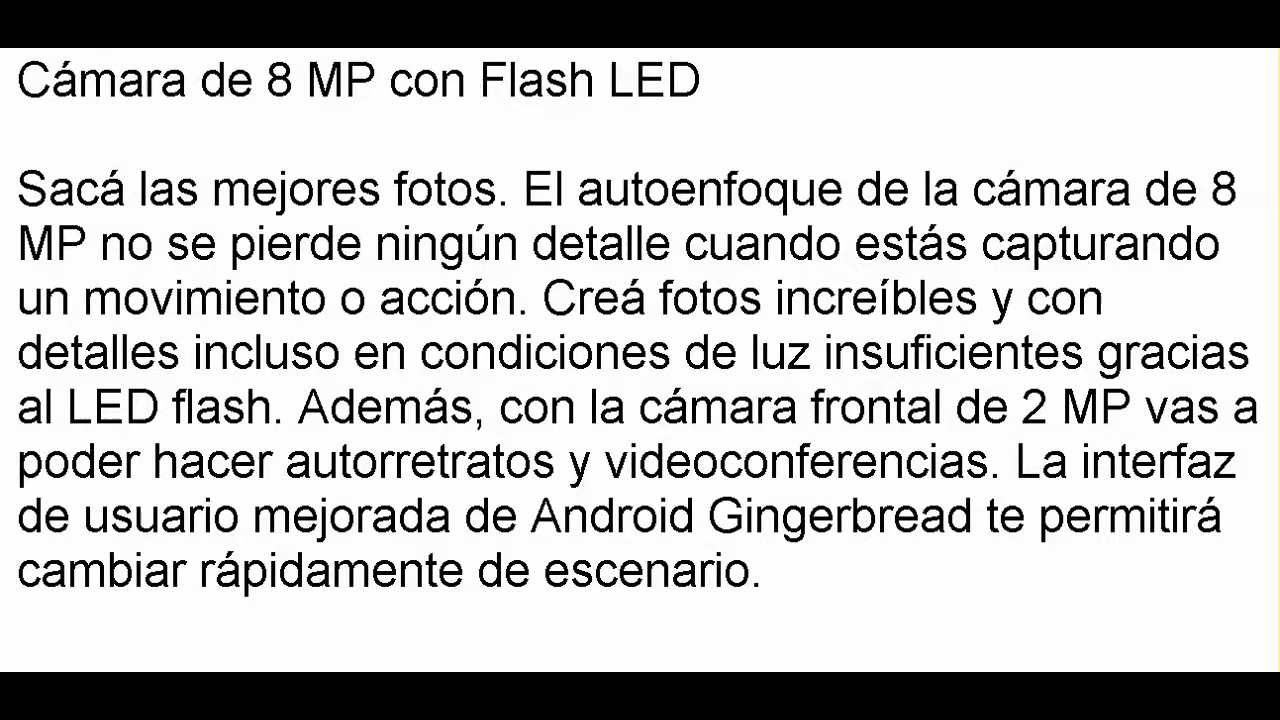 Cámara de 8 MP con Flash LED
Sacá las mejores fotos. El autoenfoque de la cámara de 8
MP no se pierde ningún detalle cuando estás capturando
un movimiento o acción. Creá fotos increíbles y con
detalles incluso en condiciones de luz insuficientes gracias
al LED flash. Además, con la cámara frontal de 2 MP vas a
poder hacer autorretratos y videoconferencias. La interfaz
de usuario mejorada de Android Gingerbread te permitirá
cambiar rápidamente de escenario.